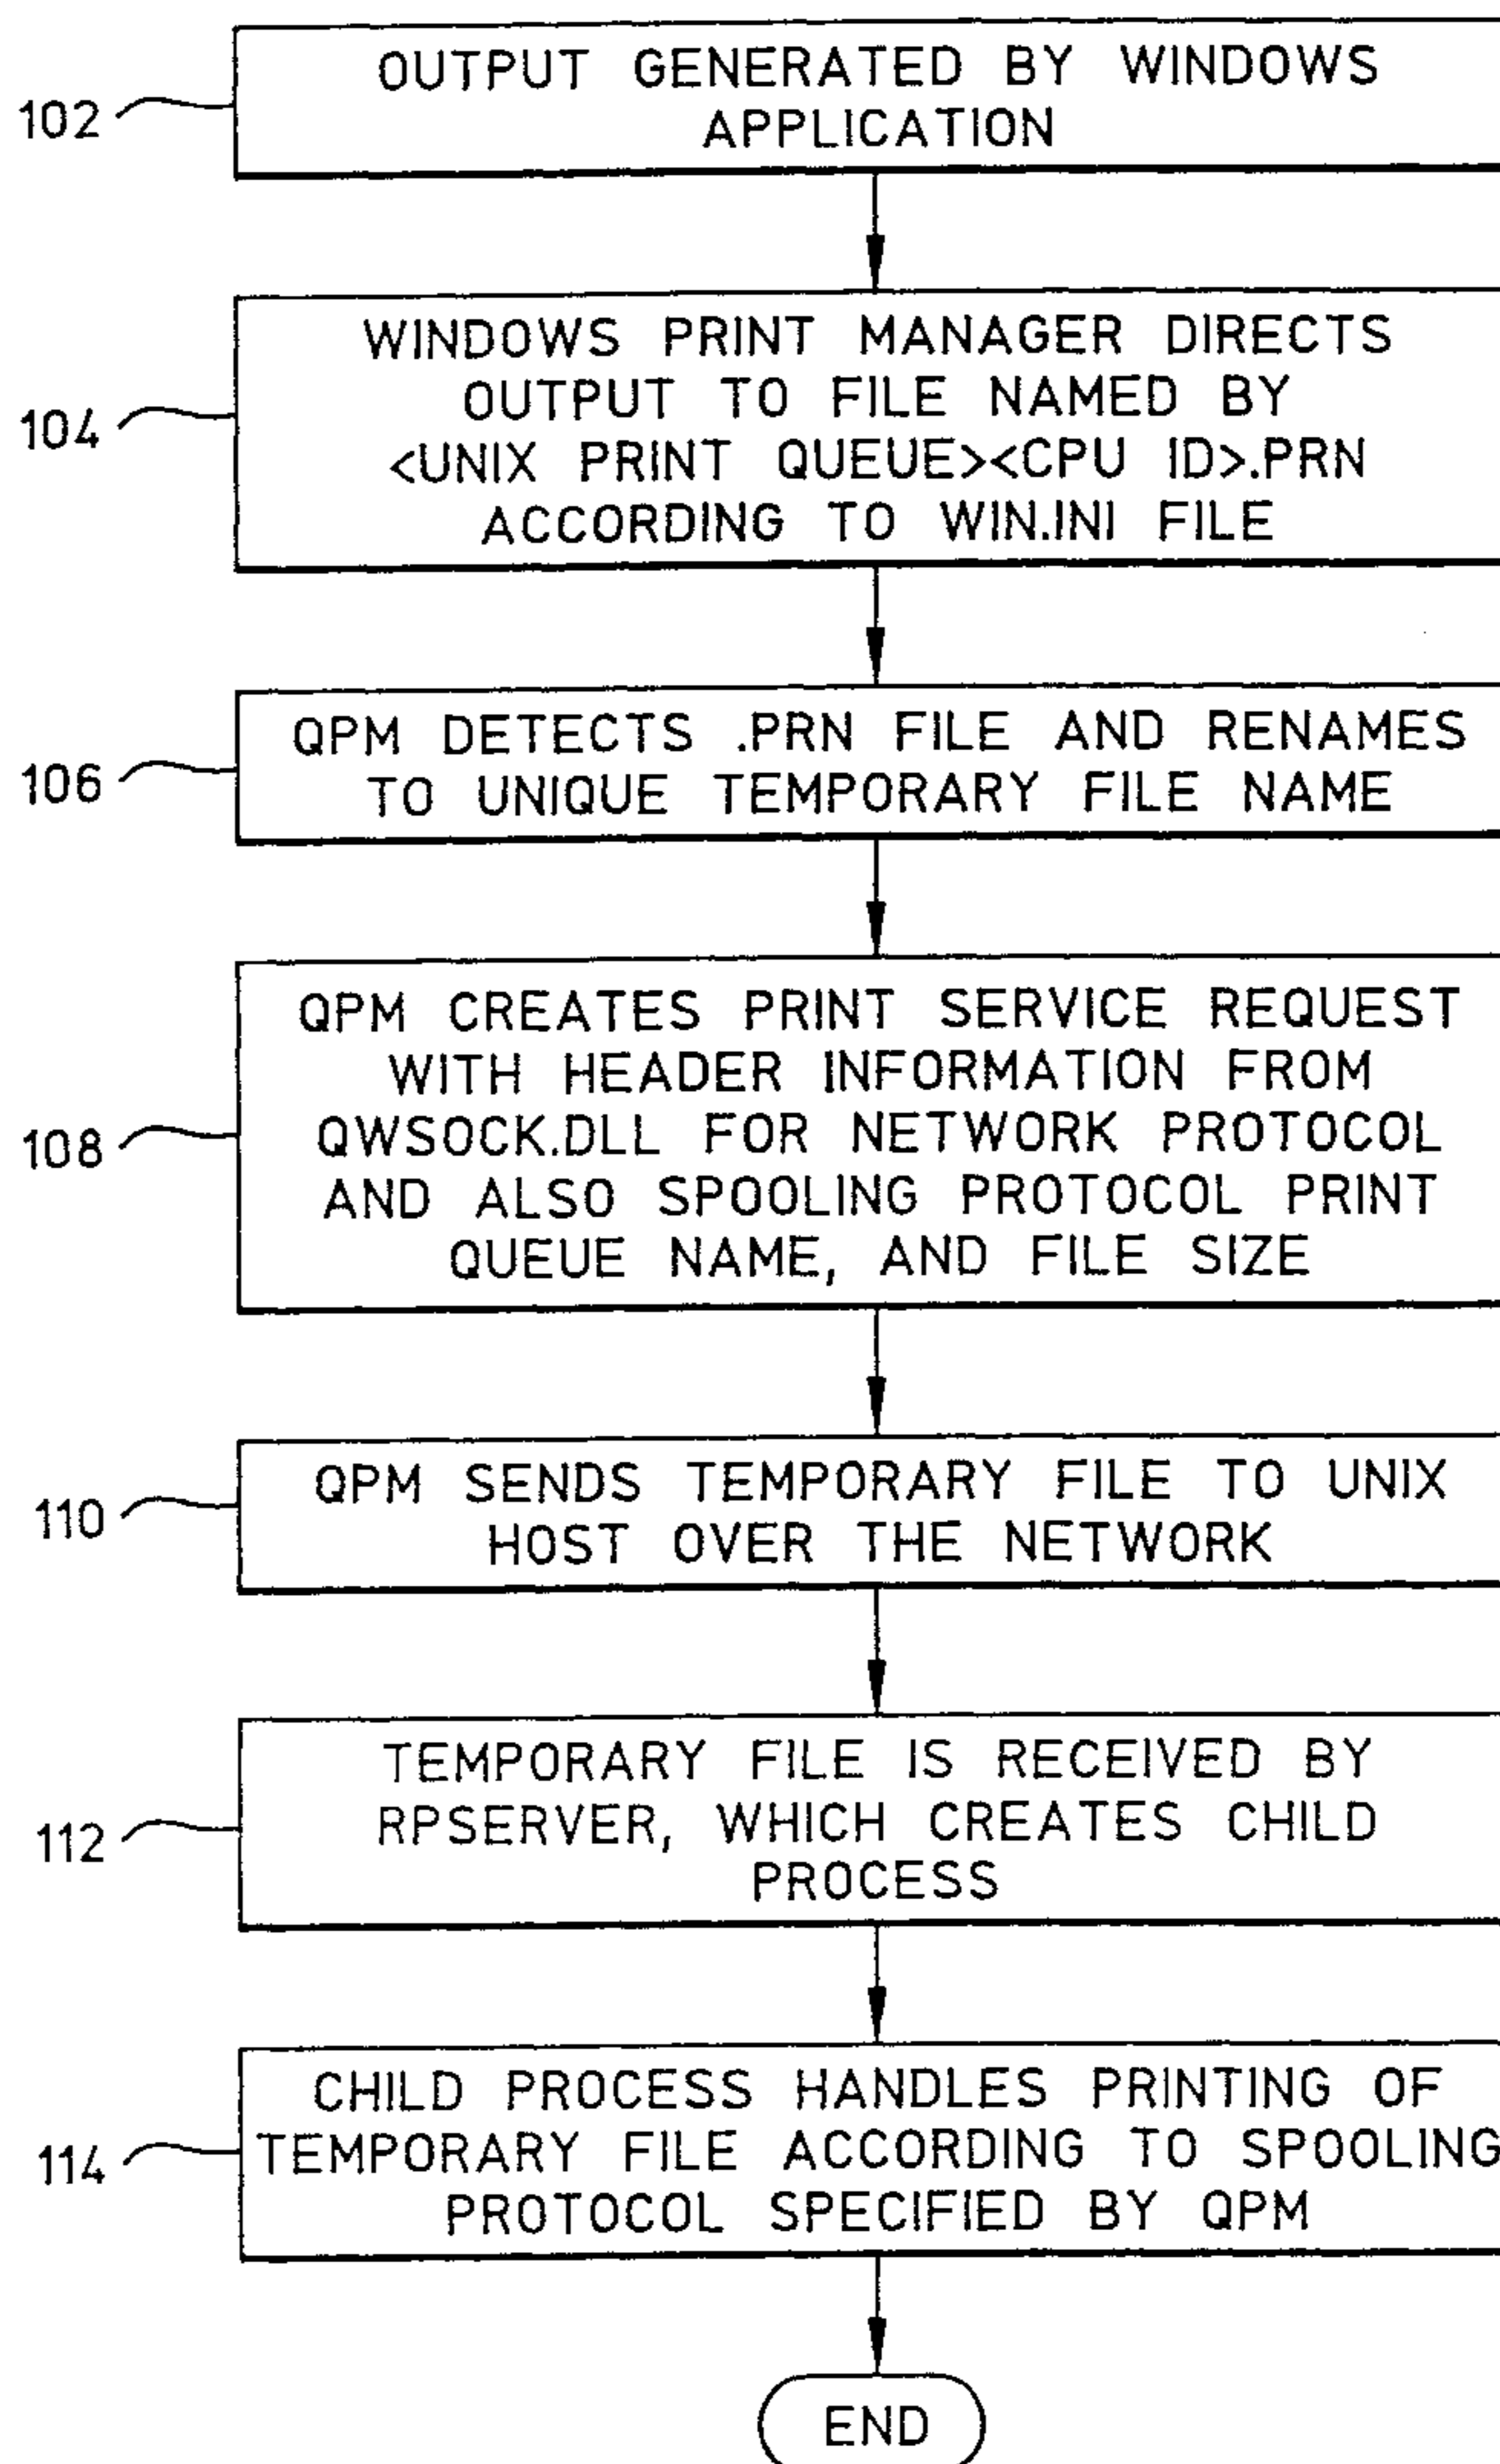 OUTPUT GENERATED BY WINDOWS
APPLICATION
102
WINDOWS PRINT MANAGER DIRECTS
OUTPUT TO FILE NAMED BY
<UNIX PRINT QUEUE><CPU ID>.PRN
ACCORDING TO WIN.INI FILE
104
QPM DETECTS .PRN FILE AND RENAMES
TO UNIQUE TEMPORARY FILE NAME
106
QPM CREATES PRINT SERVICE REQUEST
WITH HEADER INFORMATION FROM
QWSOCK.DLL FOR NETWORK PROTOCOL
AND ALSO SPOOLING PROTOCOL PRINT
QUEUE NAME, AND FILE SIZE
108
QPM SENDS TEMPORARY FILE TO UNIX
HOST OVER THE NETWORK
110
TEMPORARY FILE IS RECEIVED BY
RPSERVER, WHICH CREATES CHILD
PROCESS
112
CHILD PROCESS HANDLES PRINTING OF
TEMPORARY FILE ACCORDING TO SPOOLING
PROTOCOL SPECIFIED BY QPM
114
END